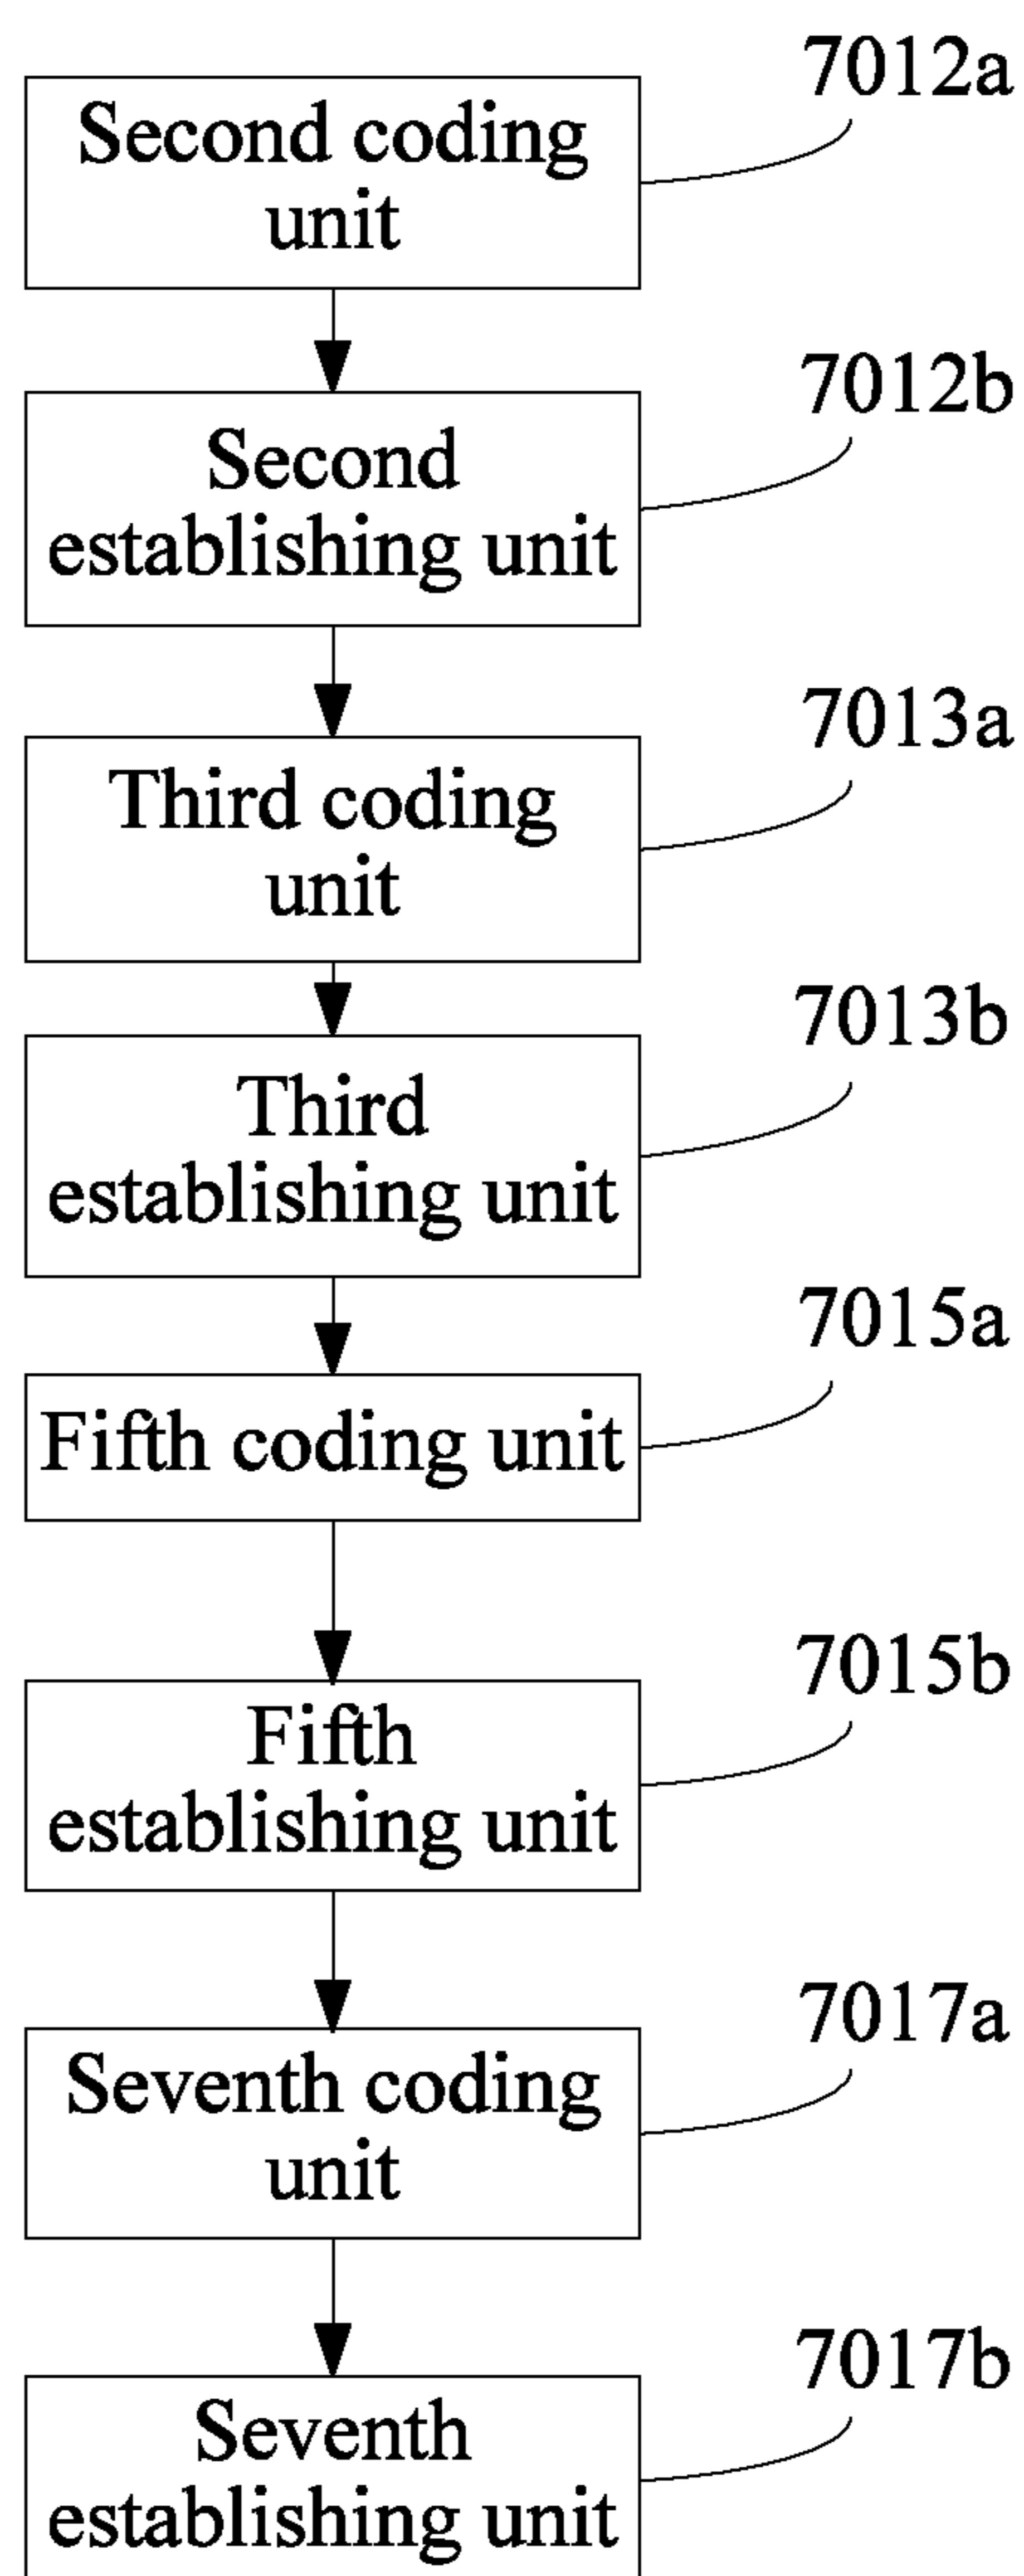 7012a
Second coding
unit
7012b
Second
establishing unit
7013a
Third coding
unit
7013b
Third
establishing unit
7015a
Fifth coding unit
7015b
Fifth
establishing unit
7017a
Seventh coding
unit
7017b
Seventh
establishing unit